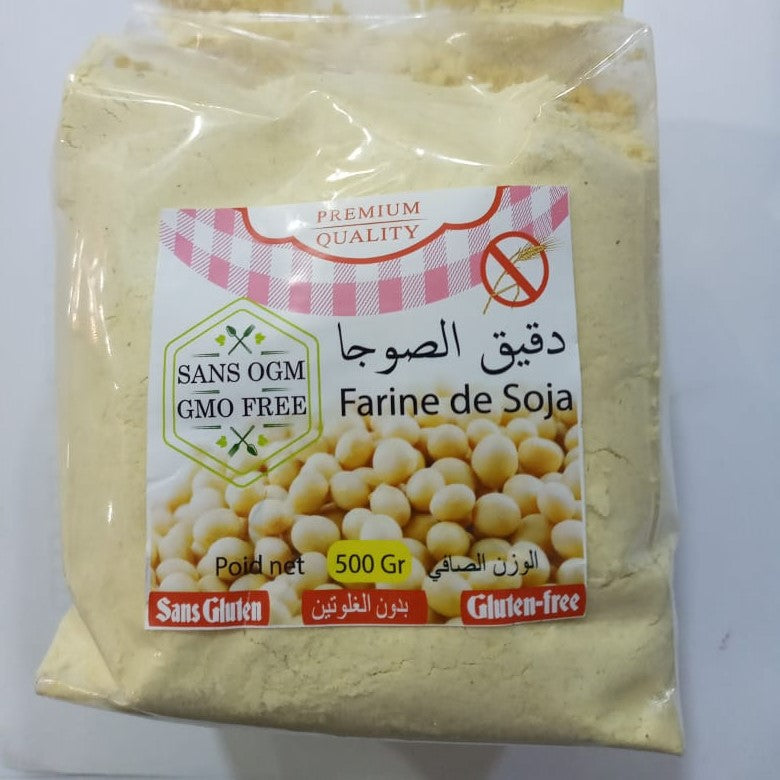 PREMIUM
QUALITY
دقيق الصوجا
SANS OGM
GMO FREE
Farine de Soja
Poid net 500 Gr الوزن الصافي
Sans Gluten بدون الغلوتين Gluten-free